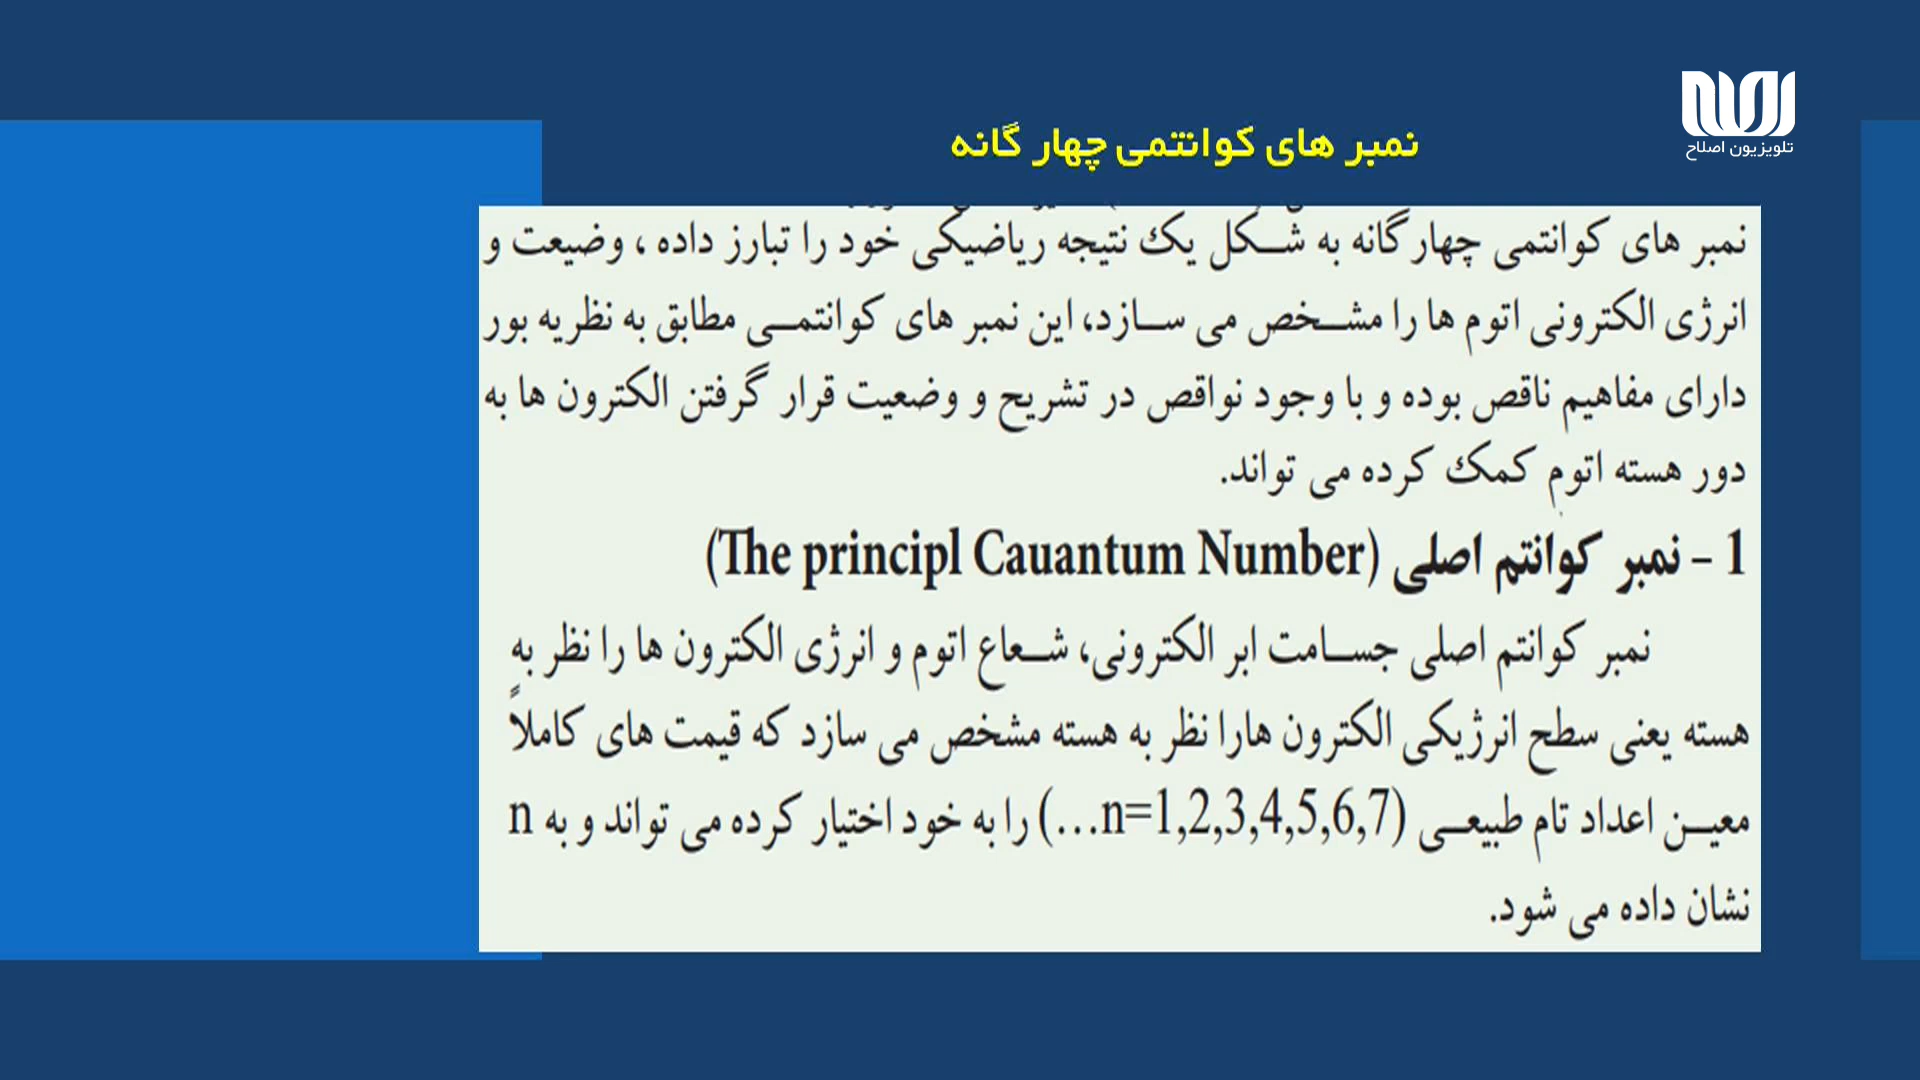 تلویزیون اصلاح
نمبر های کوانتمی چهار گانه
نمبر های کوانتمی چهارگانه به شکل یک نتیجه ریاضیکی خود را تبارز داده ، وضیعت و
انرژی الکترونی اتوم ها را مشخص می سازد، این نمبر های کوانتمی مطابق به نظریه بور
دارای مفاهیم ناقص بوده و با وجود نواقص در تشریح و وضعیت قرار گرفتن الکترون ها به
دور هسته اتوم کمک کرده می تواند.
1 – نمبر کوانتم اصلی (The principl Cauantum Number)
نمبر کوانتم اصلی جسامت ابر الکترونی، شعاع اتوم و انرژی الکترون ها را نظر به
هسته یعنی سطح انرژیکی الکترون هارا نظر به هسته مشخص می سازد که قیمت های کاملاً
معین اعداد تام طبیعی (n=1,2,3,4,5,6,7…) را به خود اختیار کرده می تواند و به n
نشان داده می شود.